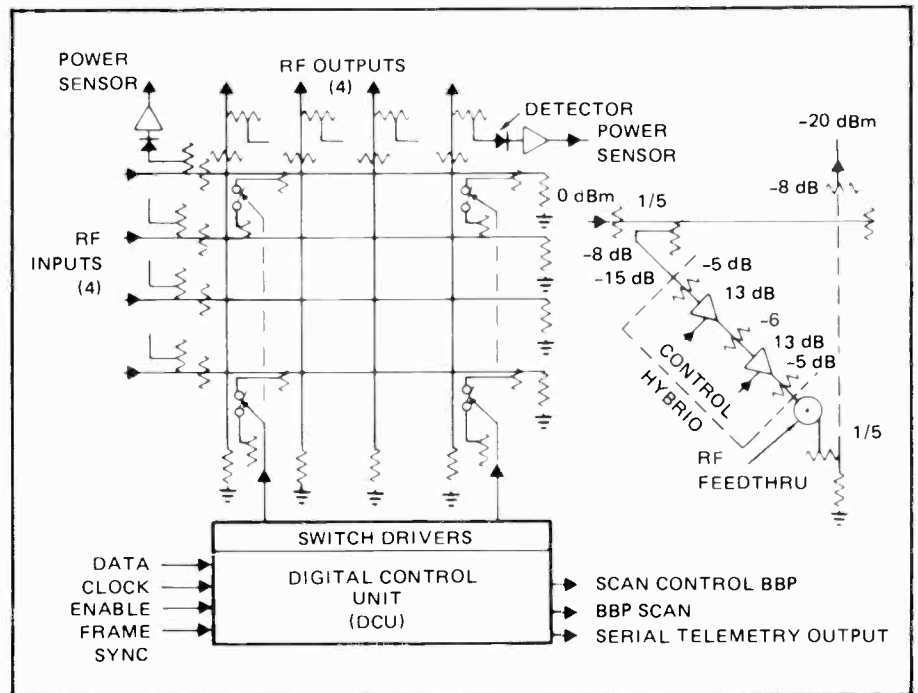 POWER
SENSOR
RF OUTPUTS
(4)
DETECTOR
POWER
SENSOR
RF
INPUTS
(4)
-20 dBm
-8 dB
0 dBm
1/5
-8 dB
-15 dB
-5 dB
13 dB
-6
13 dB
-5 dB
CONTROL
HYBRIO
1/5
RF
FEEDTHRU
SWITCH DRIVERS
DIGITAL CONTROL
UNIT
(DCU)
DATA
CLOCK
ENABLE
FRAME
SYNC
SCAN CONTROL BBP
BBP SCAN
SERIAL TELEMETRY OUTPUT